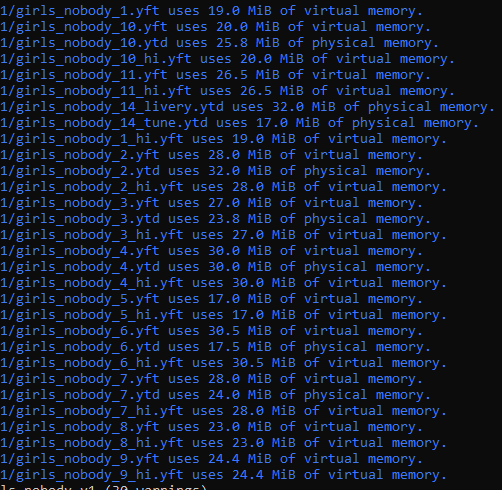 1/girls_nobody_1.yft uses 19.0 MiB of virtual memory.
1/girls_nobody_10.yft uses 20.0 MiB of virtual memory.
1/girls_nobody_10.ytd uses 25.8 MiB of physical memory.
1/girls_nobody_10_hi.yft uses 20.0 MiB of virtual memory.
1/girls_nobody_11.yft uses 26.5 MiB of virtual memory.
1/girls_nobody_11_hi.yft uses 26.5 MiB of virtual memory.
1/girls_nobody_14_livery.ytd uses 32.0 MiB of physical memory.
1/girls_nobody_14_tune.ytd uses 17.0 MiB of physical memory.
1/girls_nobody_1_hi.yft uses 19.0 MiB of virtual memory.
1/girls_nobody_2.yft uses 28.0 MiB of virtual memory.
1/girls_nobody_2.ytd uses 32.0 MiB of physical memory.
1/girls_nobody_2_hi.yft uses 28.0 MiB of virtual memory.
1/girls_nobody_3.yft uses 27.0 MiB of virtual memory.
1/girls_nobody_3.ytd uses 23.8 MiB of physical memory.
1/girls_nobody_3_hi.yft uses 27.0 MiB of virtual memory.
1/girls_nobody_4.yft uses 30.0 MiB of virtual memory.
1/girls_nobody_4.ytd uses 30.0 MiB of physical memory.
1/girls_nobody_4_hi.yft uses 30.0 MiB of virtual memory.
1/girls_nobody_5.yft uses 17.0 MiB of virtual memory.
1/girls_nobody_5_hi.yft uses 17.0 MiB of virtual memory.
1/girls_nobody_6.yft uses 30.5 MiB of virtual memory.
1/girls_nobody_6.ytd uses 17.5 MiB of physical memory.
1/girls_nobody_6_hi.yft uses 30.5 MiB of virtual memory.
1/girls_nobody_7.yft uses 28.0 MiB of virtual memory.
1/girls_nobody_7.ytd uses 24.0 MiB of physical memory.
1/girls_nobody_7_hi.yft uses 28.0 MiB of virtual memory.
1/girls_nobody_8.yft uses 23.0 MiB of virtual memory.
1/girls_nobody_8_hi.yft uses 23.0 MiB of virtual memory.
1/girls_nobody_9.yft uses 24.4 MiB of virtual memory.
1/girls_nobody_9_hi.yft uses 24.4 MiB of virtual memory.